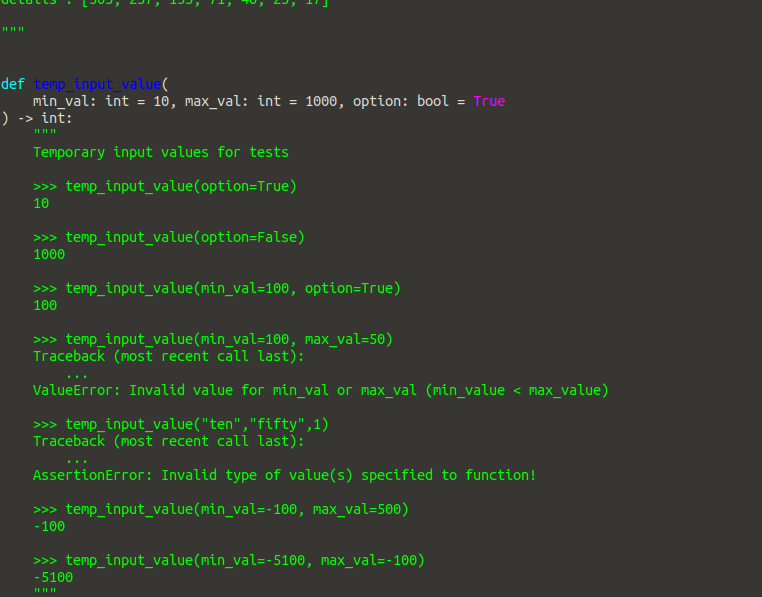 details : [505, 257, 133, 71, 40, 25, 17]
"""
def temp_input_value(
    min_val: int = 10, max_val: int = 1000, option: bool = True
) -> int:
    """
    Temporary input values for tests
    >>> temp_input_value(option=True)
    10
    >>> temp_input_value(option=False)
    1000
    >>> temp_input_value(min_val=100, option=True)
    100
    >>> temp_input_value(min_val=100, max_val=50)
    Traceback (most recent call last):
        ...
    ValueError: Invalid value for min_val or max_val (min_value < max_value)
    >>> temp_input_value("ten","fifty",1)
    Traceback (most recent call last):
        ...
    AssertionError: Invalid type of value(s) specified to function!
    >>> temp_input_value(min_val=-100, max_val=500)
    -100
    >>> temp_input_value(min_val=-5100, max_val=-100)
    -5100
    """